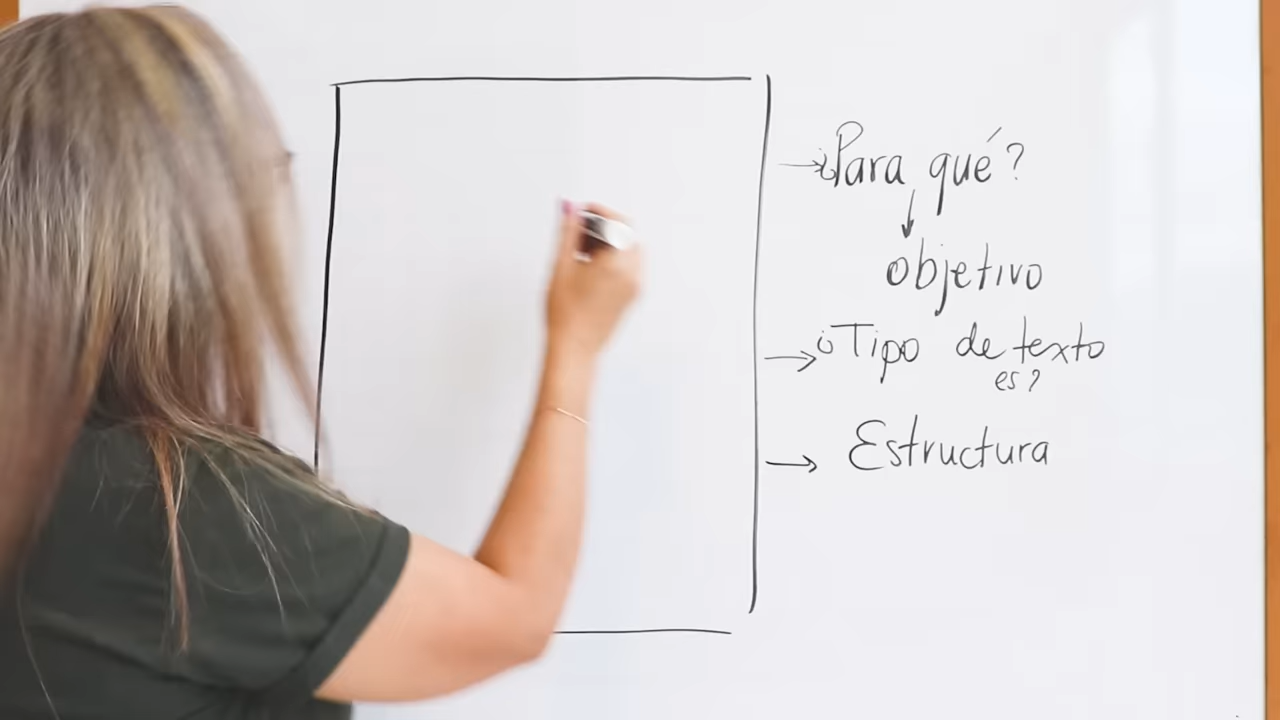 → ¿Para qué?
↓
objetivo
→ ¿Tipo de texto
es?
→ Estructura